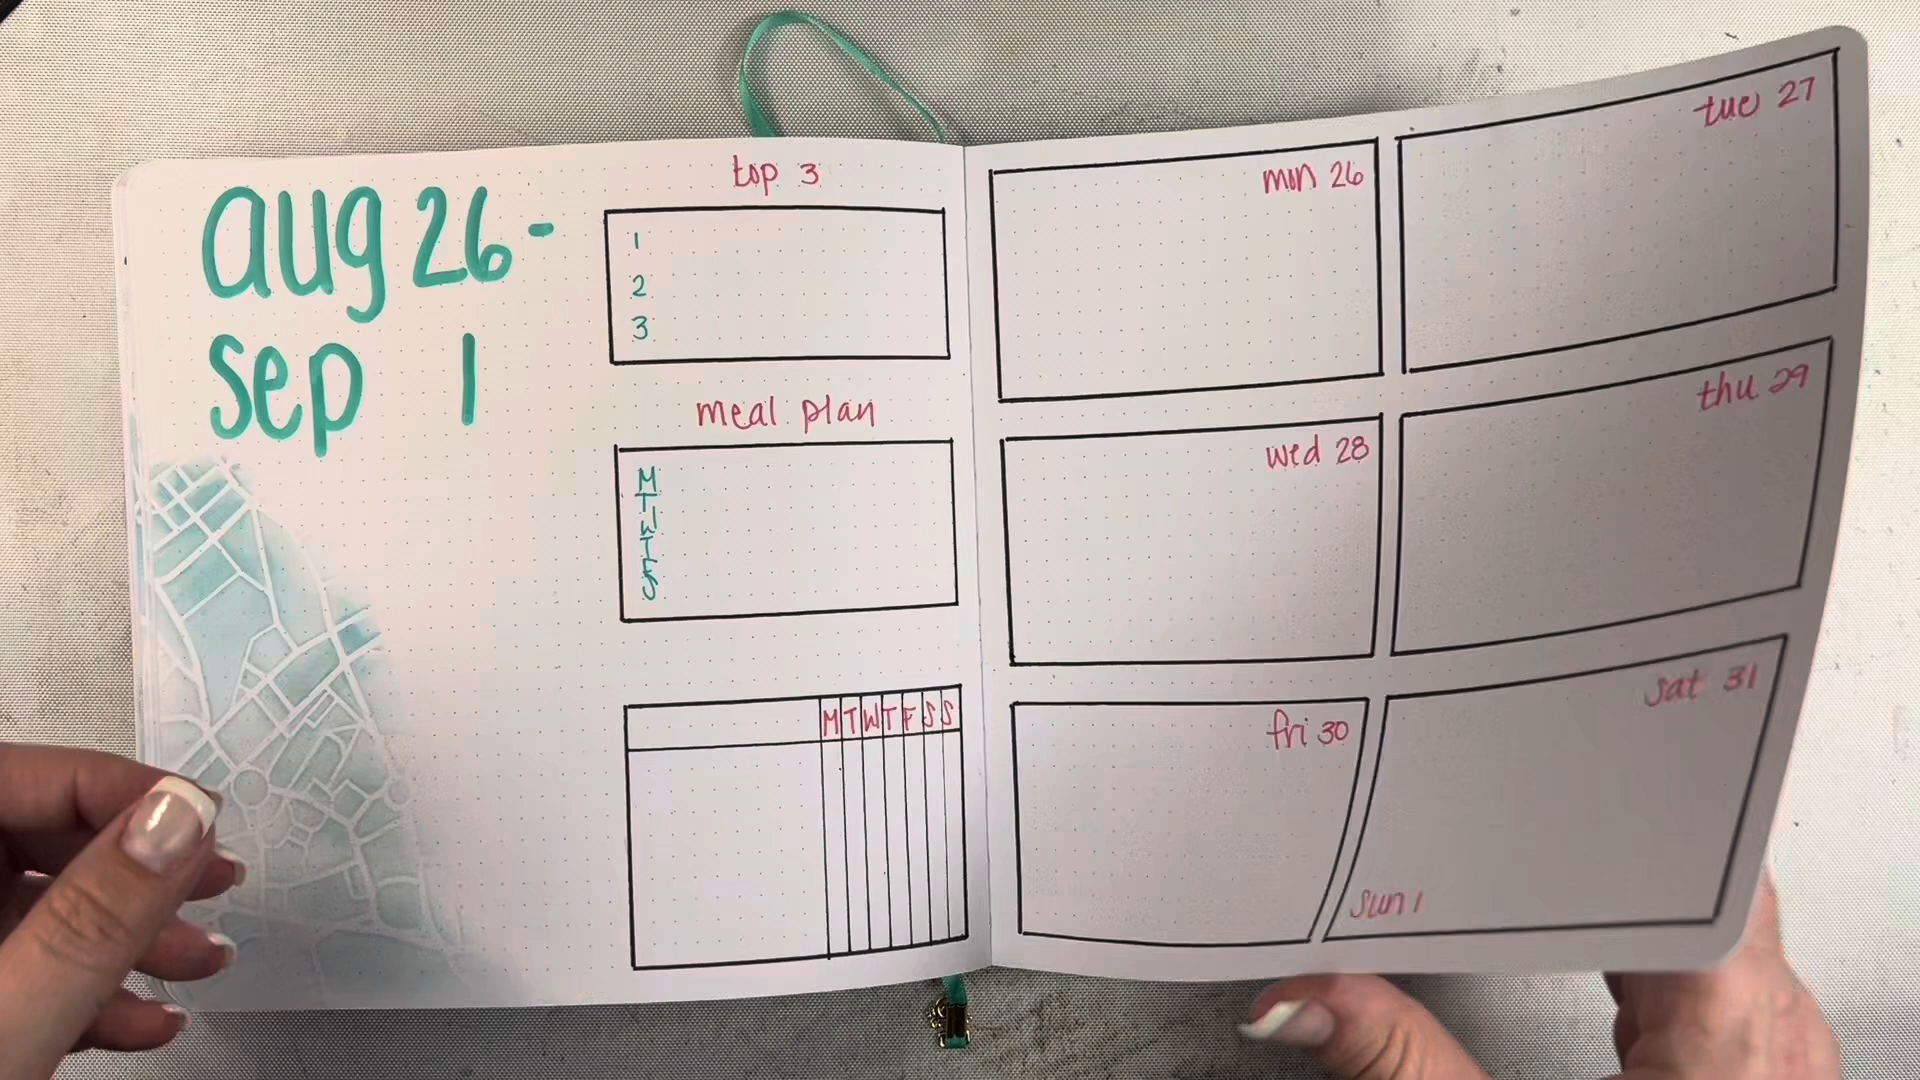 aug 26 -
sep 1
top 3
1
2
3
meal plan
M
T
W
T
F
S
S
M T W T F S S
mon 26
tue 27
wed 28
thu 29
fri 30
sat 31
sun 1